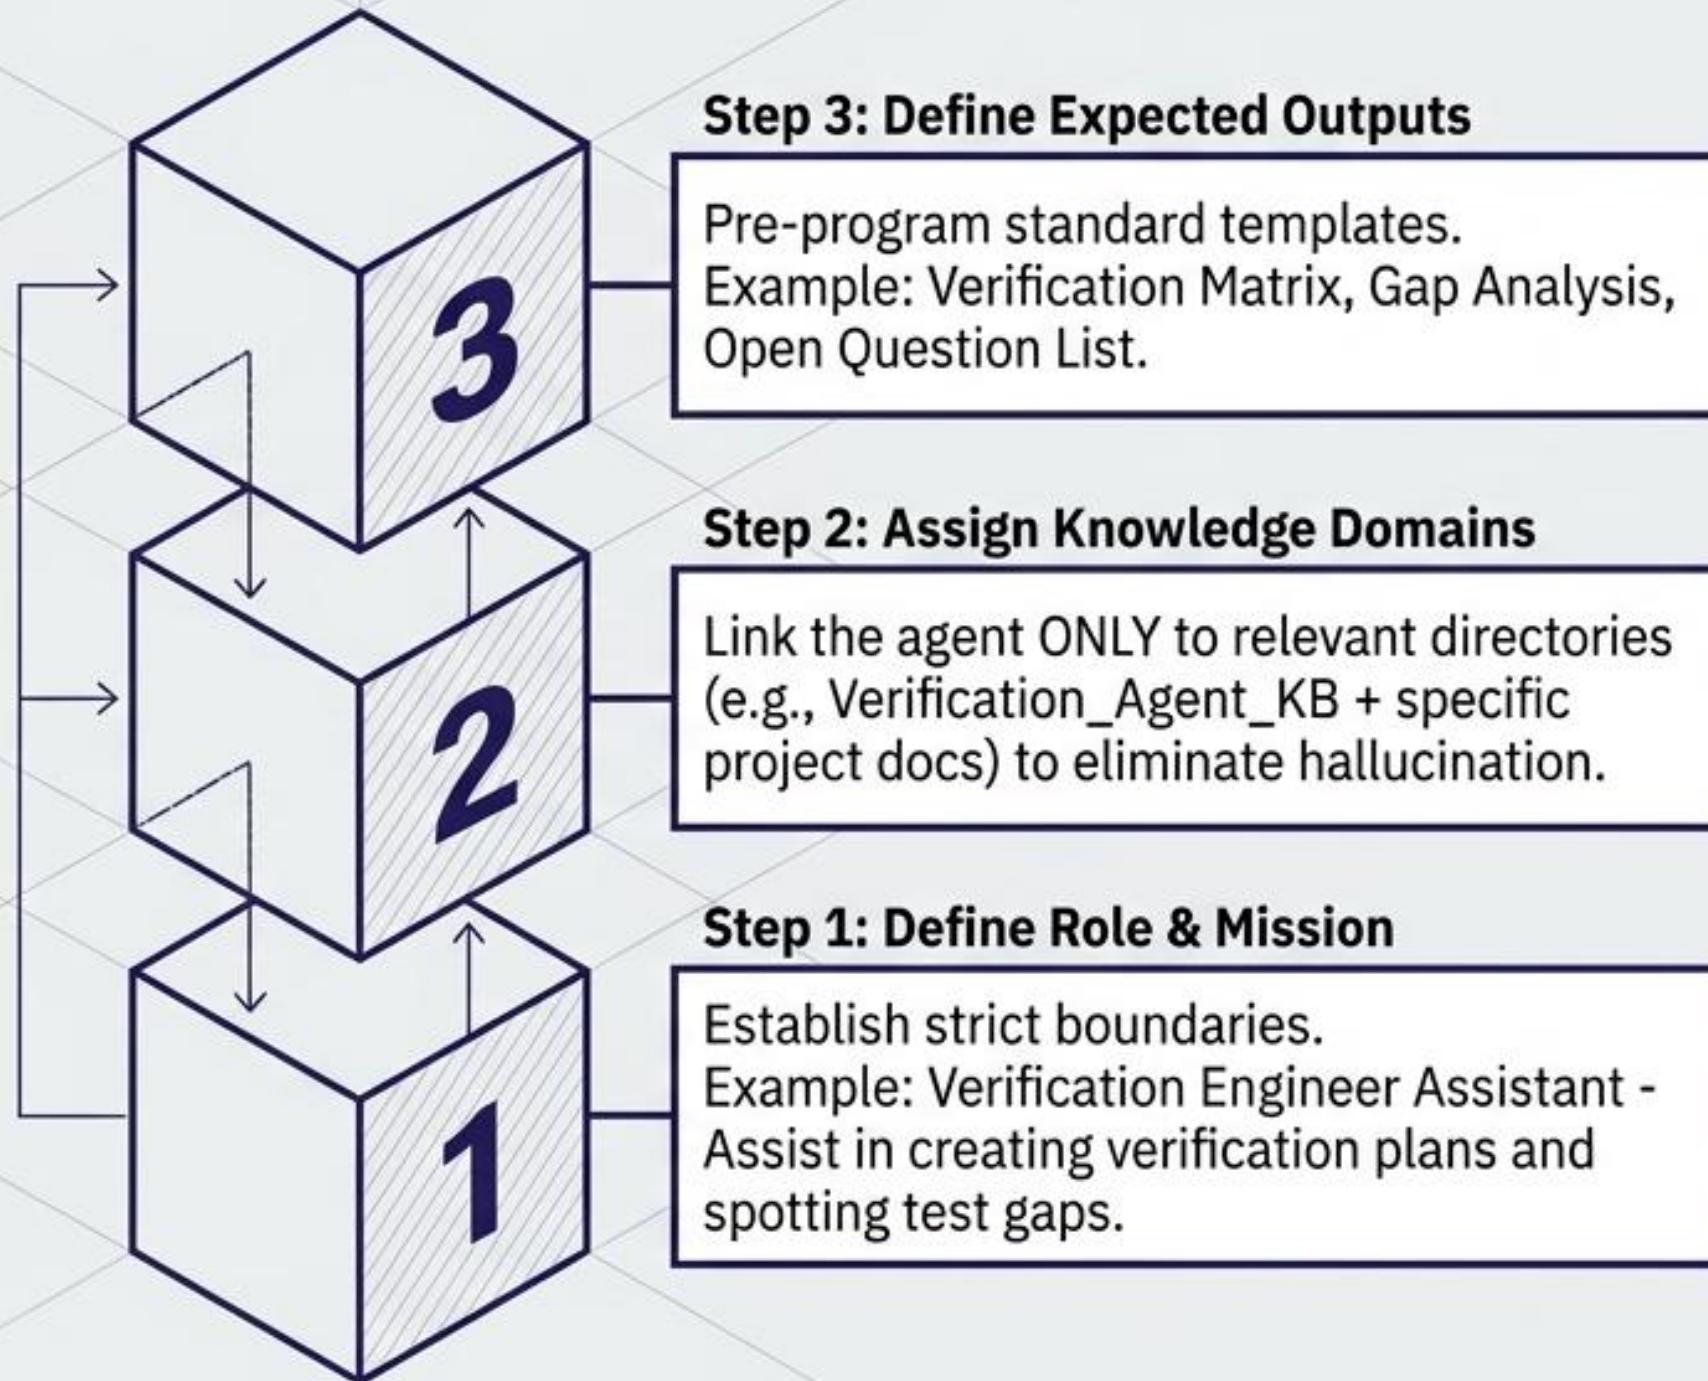 Step 3: Define Expected Outputs
Pre-program standard templates.
Example: Verification Matrix, Gap Analysis,
Open Question List.
3
Step 2: Assign Knowledge Domains
Link the agent ONLY to relevant directories
(e.g., Verification_Agent_KB + specific
project docs) to eliminate hallucination.
2
Step 1: Define Role & Mission
Establish strict boundaries.
Example: Verification Engineer Assistant -
Assist in creating verification plans and
spotting test gaps.
1